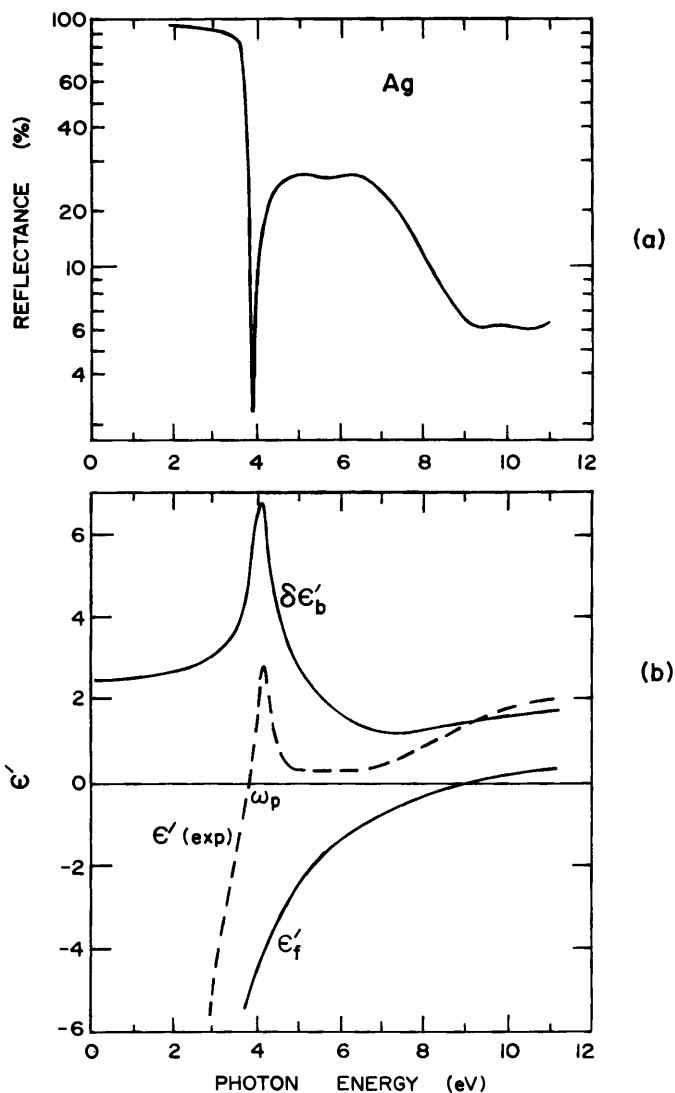 100
60
40
20
10
6
4
REFLECTANCE (%)
Ag
(a)
0 2 4 6 8 10 12
6
4
2
0
-2
-4
-6
ϵ′
δϵ′b
ωp
ϵ′ (exp)
ϵ′f
(b)
0 2 4 6 8 10 12
PHOTON ENERGY (eV)